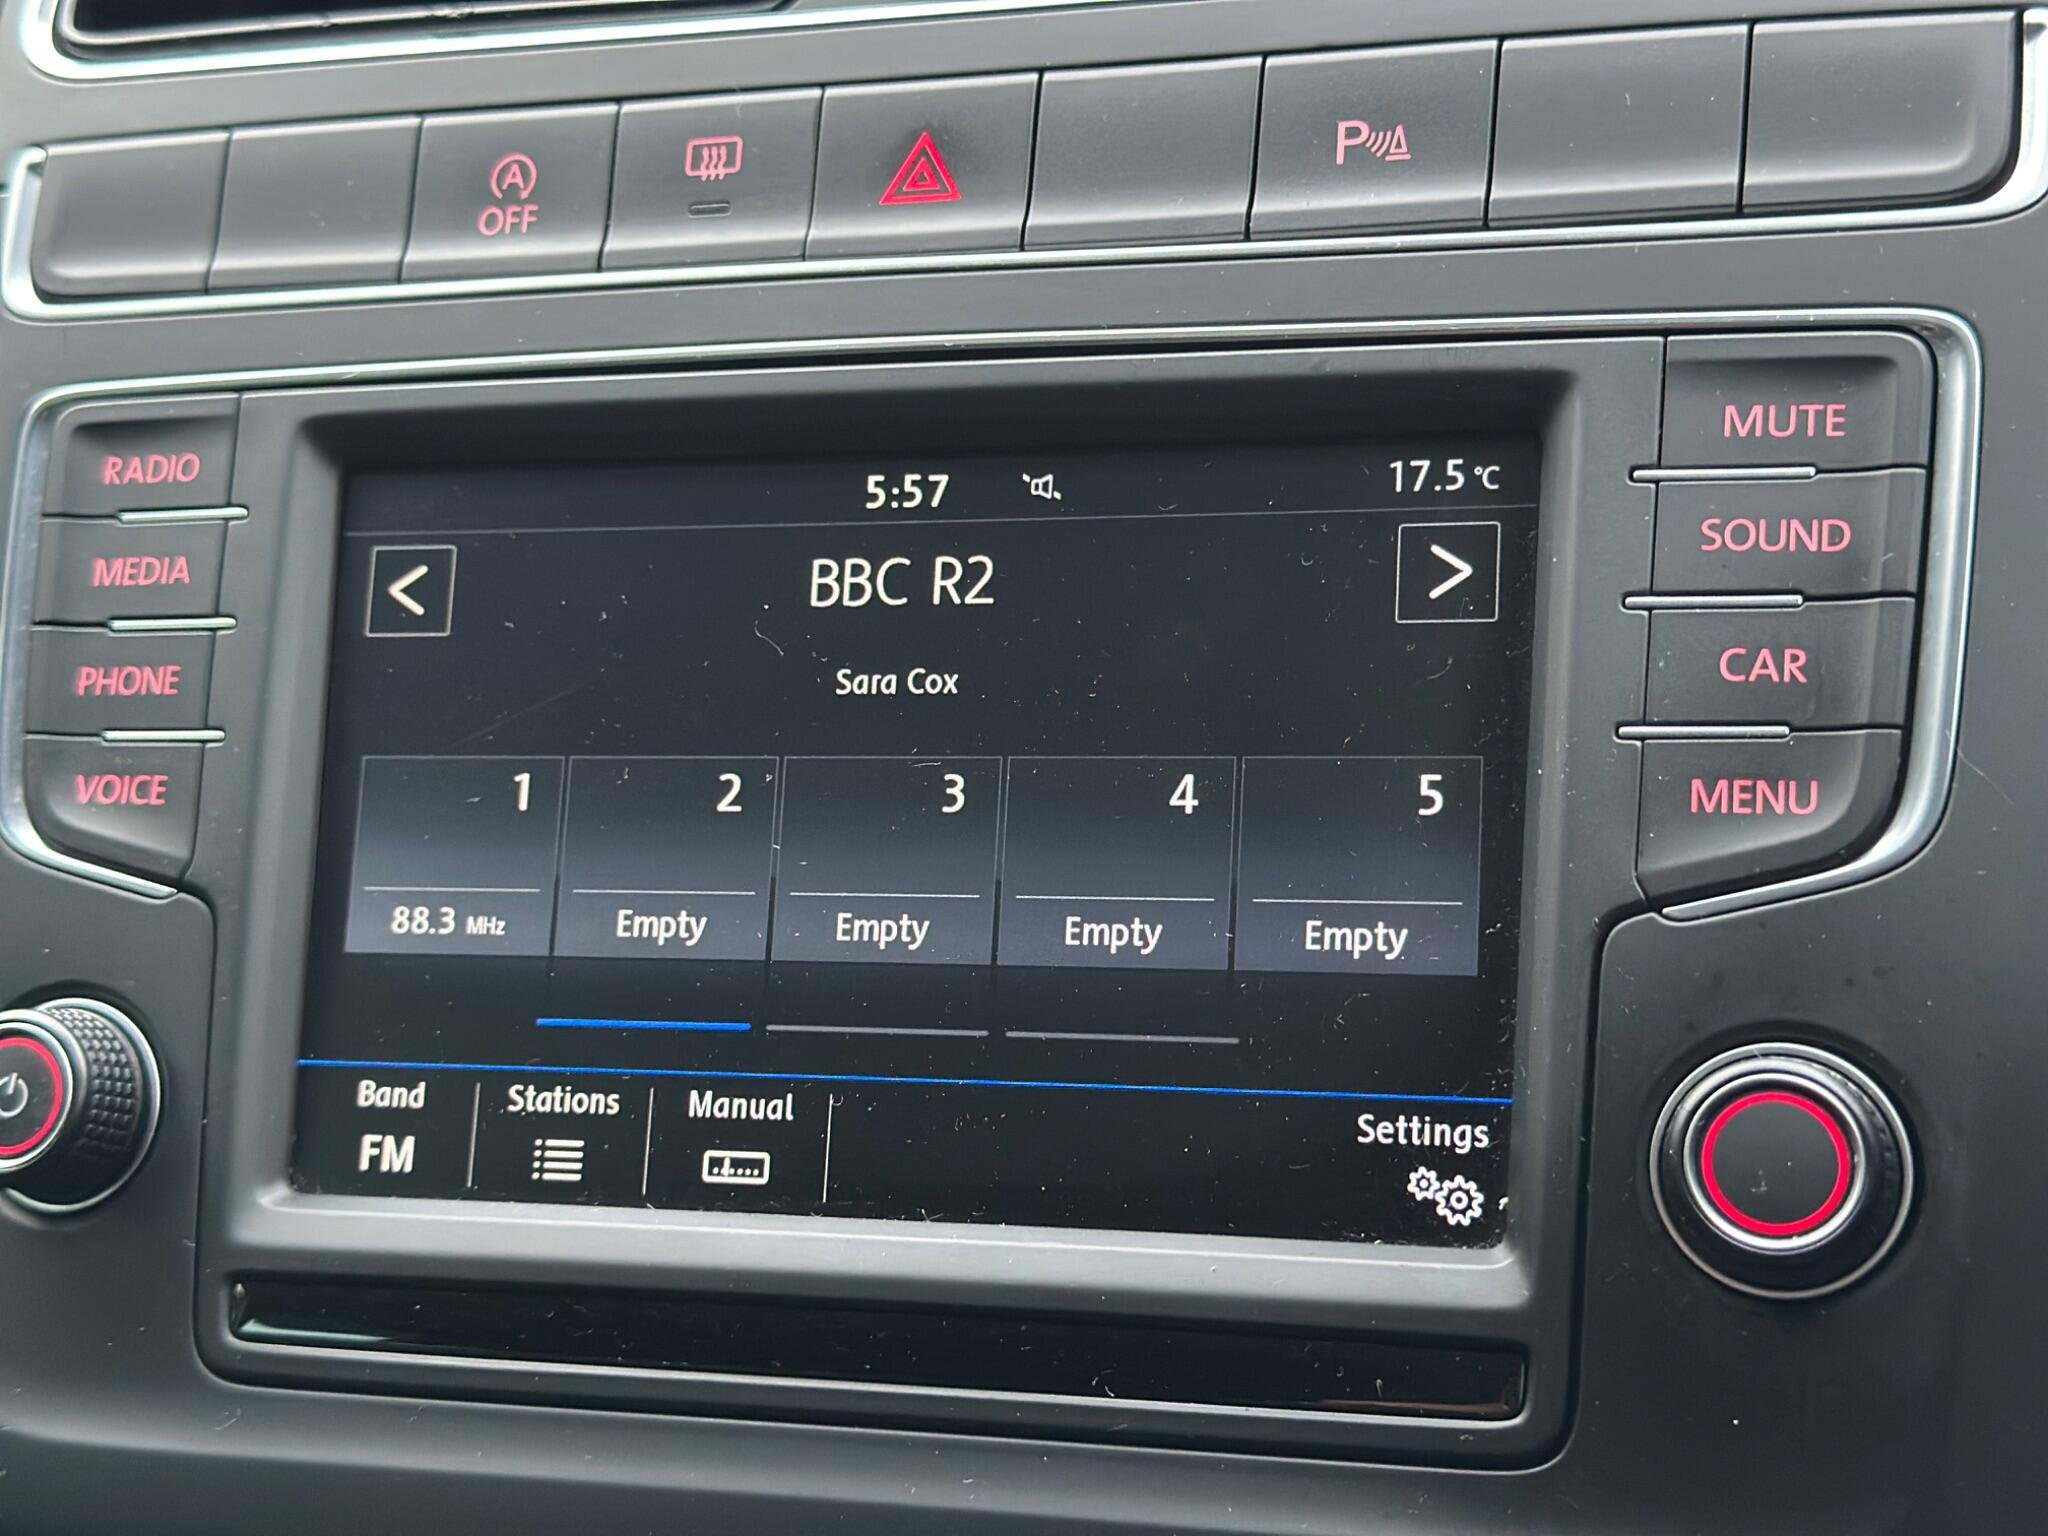 OFF
P
RADIO
MEDIA
PHONE
VOICE
5:57
17.5 °C
<
BBC R2
>
Sara Cox
1
2
3
4
5
88.3 MHz
Empty
Empty
Empty
Empty
Band
FM
Stations
Manual
Settings
MUTE
SOUND
CAR
MENU